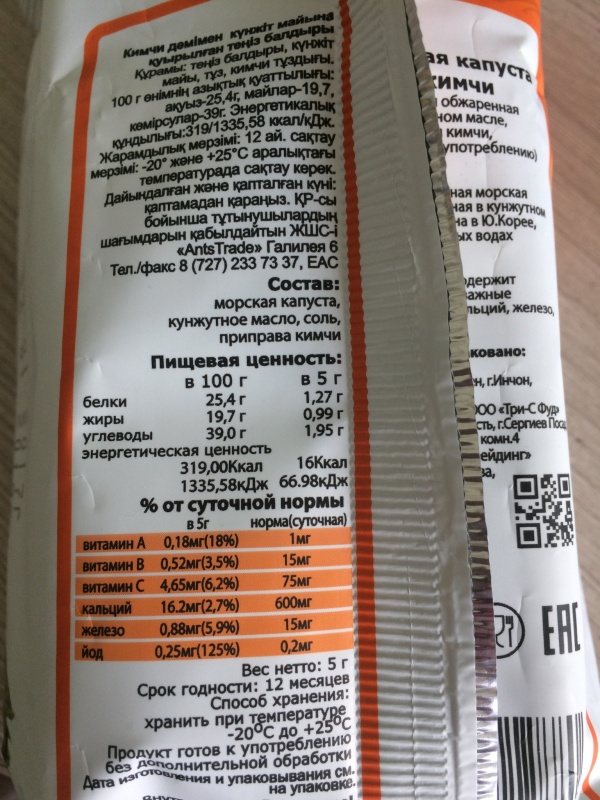 Кимчи дәмімен күнжіт майына
қуырылған теңіз балдыры
Құрамы: теңіз балдыры, күнжіт
майы, тұз, кимчи тұздығы.
100 г өнімнің азықтық қуаттылығы:
ақуыз-25,4г, майлар-19,7,
көмірсулар-39г. Энергетикалық
құндылығы:319/1335,58 ккал/кДж.
Жарамдылық мерзімі: 12 ай. сақтау
мерзімі: -20° және +25°С аралықтағы
температурада сақтау керек.
Дайындалған және қапталған күні:
қаптамадан қараңыз. ҚР-сы
бойынша тұтынушылардың
шағымдарын қабылдайтын ЖШС-і
«AntsTrade» Галилея 6
Тел./факс 8 (727) 233 73 37, ЕАС
Состав:
морская капуста,
кунжутное масло, соль,
приправа кимчи
Пищевая ценность:
в 100 г в 5 г
белки 25,4 г 1,27 г
жиры 19,7 г 0,99 г
углеводы 39,0 г 1,95 г
энергетическая ценность
319,00Ккал 16Ккал
1335,58кДж 66.98кДж
% от суточной нормы
в 5г норма(суточная)
витамин А 0,18мг(18%) 1мг
витамин В 0,52мг(3,5%) 15мг
витамин С 4,65мг(6,2%) 75мг
кальций 16.2мг(2,7%) 600мг
железо 0,88мг(5,9%) 15мг
йод 0,25мг(125%) 0,2мг
Вес нетто: 5 г
Срок годности: 12 месяцев
Способ хранения:
хранить при температуре
-20°С до +25°С
Продукт готов к употреблению
без дополнительной обработки
Дата изготовления и упаковывания см.
на упаковке.
ая капуста
кимчи
обжаренная
ном масле,
кимчи,
употреблению)
ная морская
ная в кунжутном
на в Ю.Корее,
ых водах
одержит
ажные
льций, железо,
ковано:
н, г.Инчон,
ООО «Три-С Фуд»
сть, г.Сергиев Поса
комн.4
ейдинг»
ва,
ЕАС